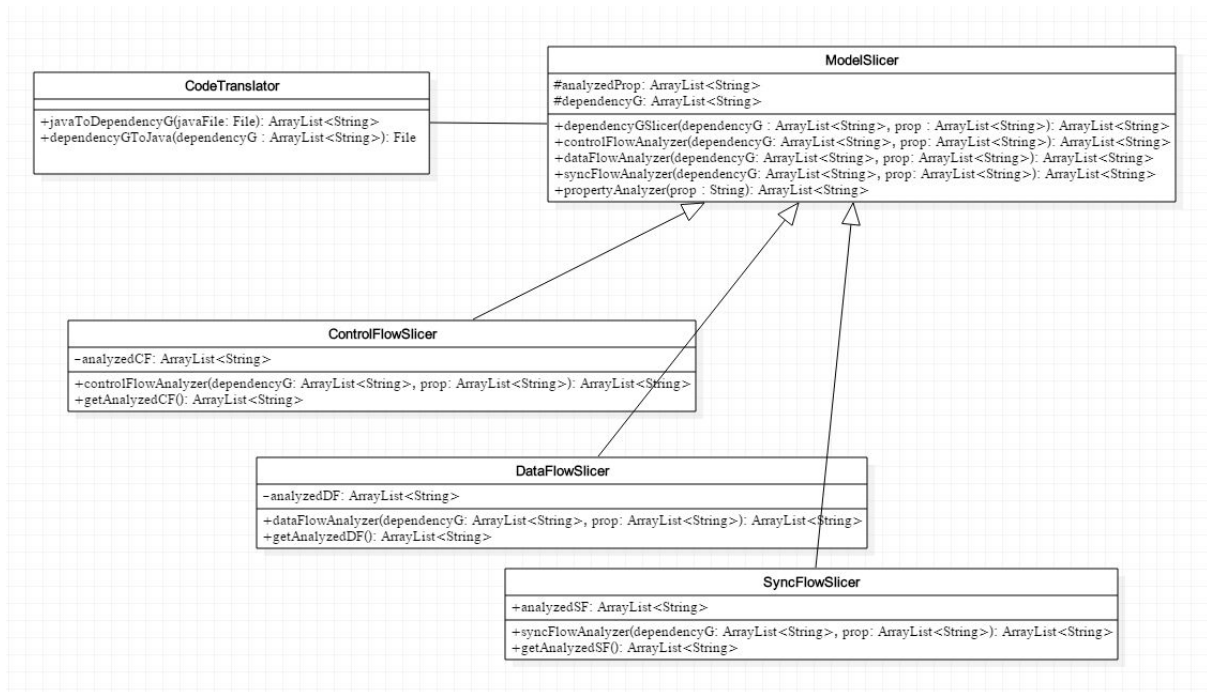 CodeTranslator
+javaToDependencyG(javaFile: File): ArrayList<String>
+dependencyGToJava(dependencyG : ArrayList<String>): File
ModelSlicer
#analyzedProp: ArrayList<String>
#dependencyG: ArrayList<String>
+dependencyGSlicer(dependencyG : ArrayList<String>, prop : ArrayList<String>): ArrayList<String>
+controlFlowAnalyzer(dependencyG: ArrayList<String>, prop: ArrayList<String>): ArrayList<String>
+dataFlowAnalyzer(dependencyG: ArrayList<String>, prop: ArrayList<String>): ArrayList<String>
+syncFlowAnalyzer(dependencyG: ArrayList<String>, prop: ArrayList<String>): ArrayList<String>
+propertyAnalyzer(prop : String): ArrayList<String>
ControlFlowSlicer
-analyzedCF: ArrayList<String>
+controlFlowAnalyzer(dependencyG: ArrayList<String>, prop: ArrayList<String>): ArrayList<String>
+getAnalyzedCF(): ArrayList<String>
DataFlowSlicer
-analyzedDF: ArrayList<String>
+dataFlowAnalyzer(dependencyG: ArrayList<String>, prop: ArrayList<String>): ArrayList<String>
+getAnalyzedDF(): ArrayList<String>
SyncFlowSlicer
+analyzedSF: ArrayList<String>
+syncFlowAnalyzer(dependencyG: ArrayList<String>, prop: ArrayList<String>): ArrayList<String>
+getAnalyzedSF(): ArrayList<String>